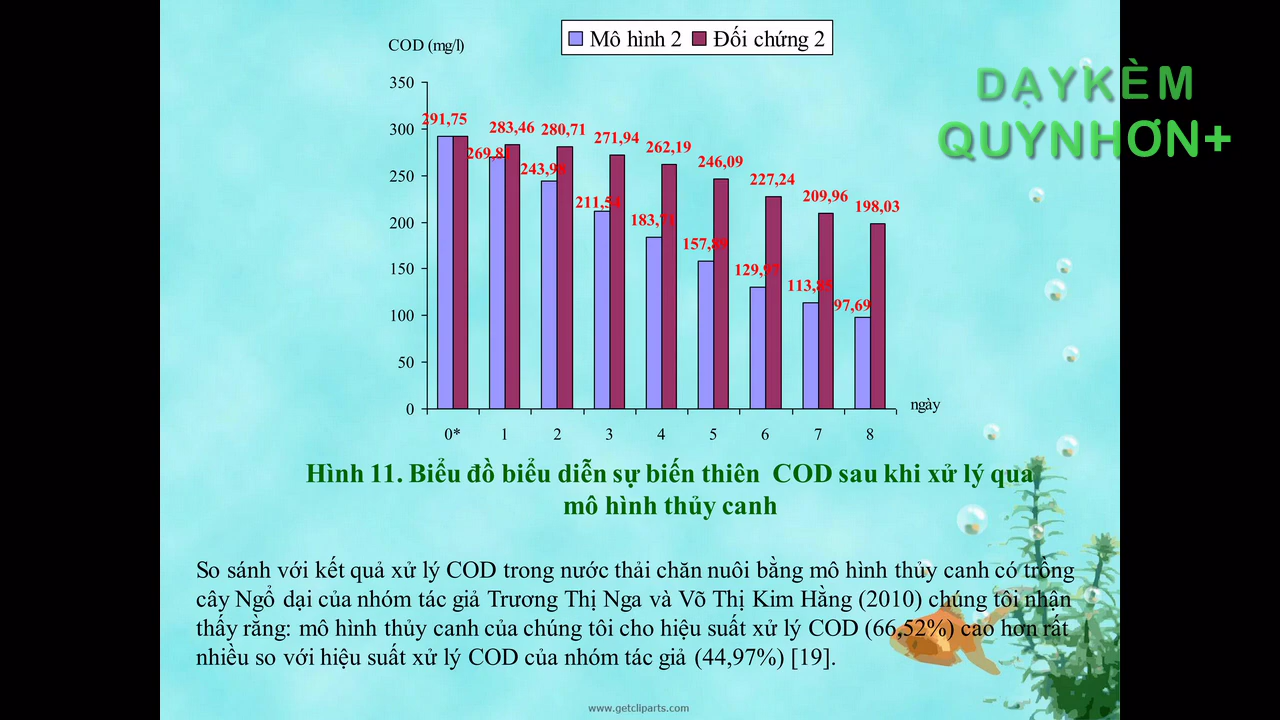 COD (mg/l)
Mô hình 2 Đối chứng 2
DẠYKÈM
QUYNHƠN+
350
300
250
200
150
100
50
0
291,75
283,46
280,71
271,94
262,19
246,09
227,24
209,96
198,03
243,98
183,71
157,89
129,97
97,69
ngày
0* 1 2 3 4 5 6 7 8
Hình 11. Biểu đồ biểu diễn sự biến thiên COD sau khi xử lý qua
mô hình thủy canh
So sánh với kết quả xử lý COD trong nước thải chăn nuôi bằng mô hình thủy canh có trồng
cây Ngổ dại của nhóm tác giả Trương Thị Nga và Võ Thị Kim Hằng (2010) chúng tôi nhận
thấy rằng: mô hình thủy canh của chúng tôi cho hiệu suất xử lý COD (66,52%) cao hơn rất
nhiều so với hiệu suất xử lý COD của nhóm tác giả (44,97%) [19].
www.getcliparts.com